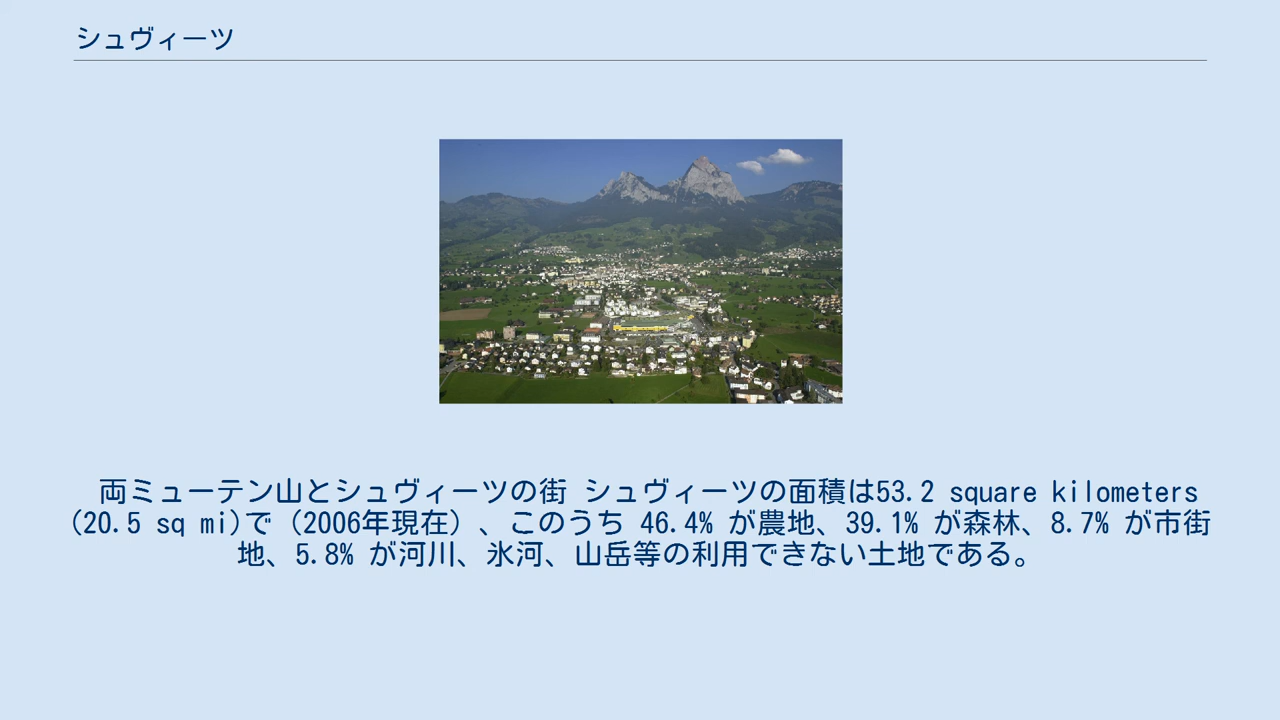 シュヴィーツ
両ミューテン山とシュヴィーツの街 シュヴィーツの面積は53.2 square kilometers
(20.5 sq mi)で（2006年現在）、このうち 46.4% が農地、39.1% が森林、8.7% が市街
地、5.8% が河川、氷河、山岳等の利用できない土地である。